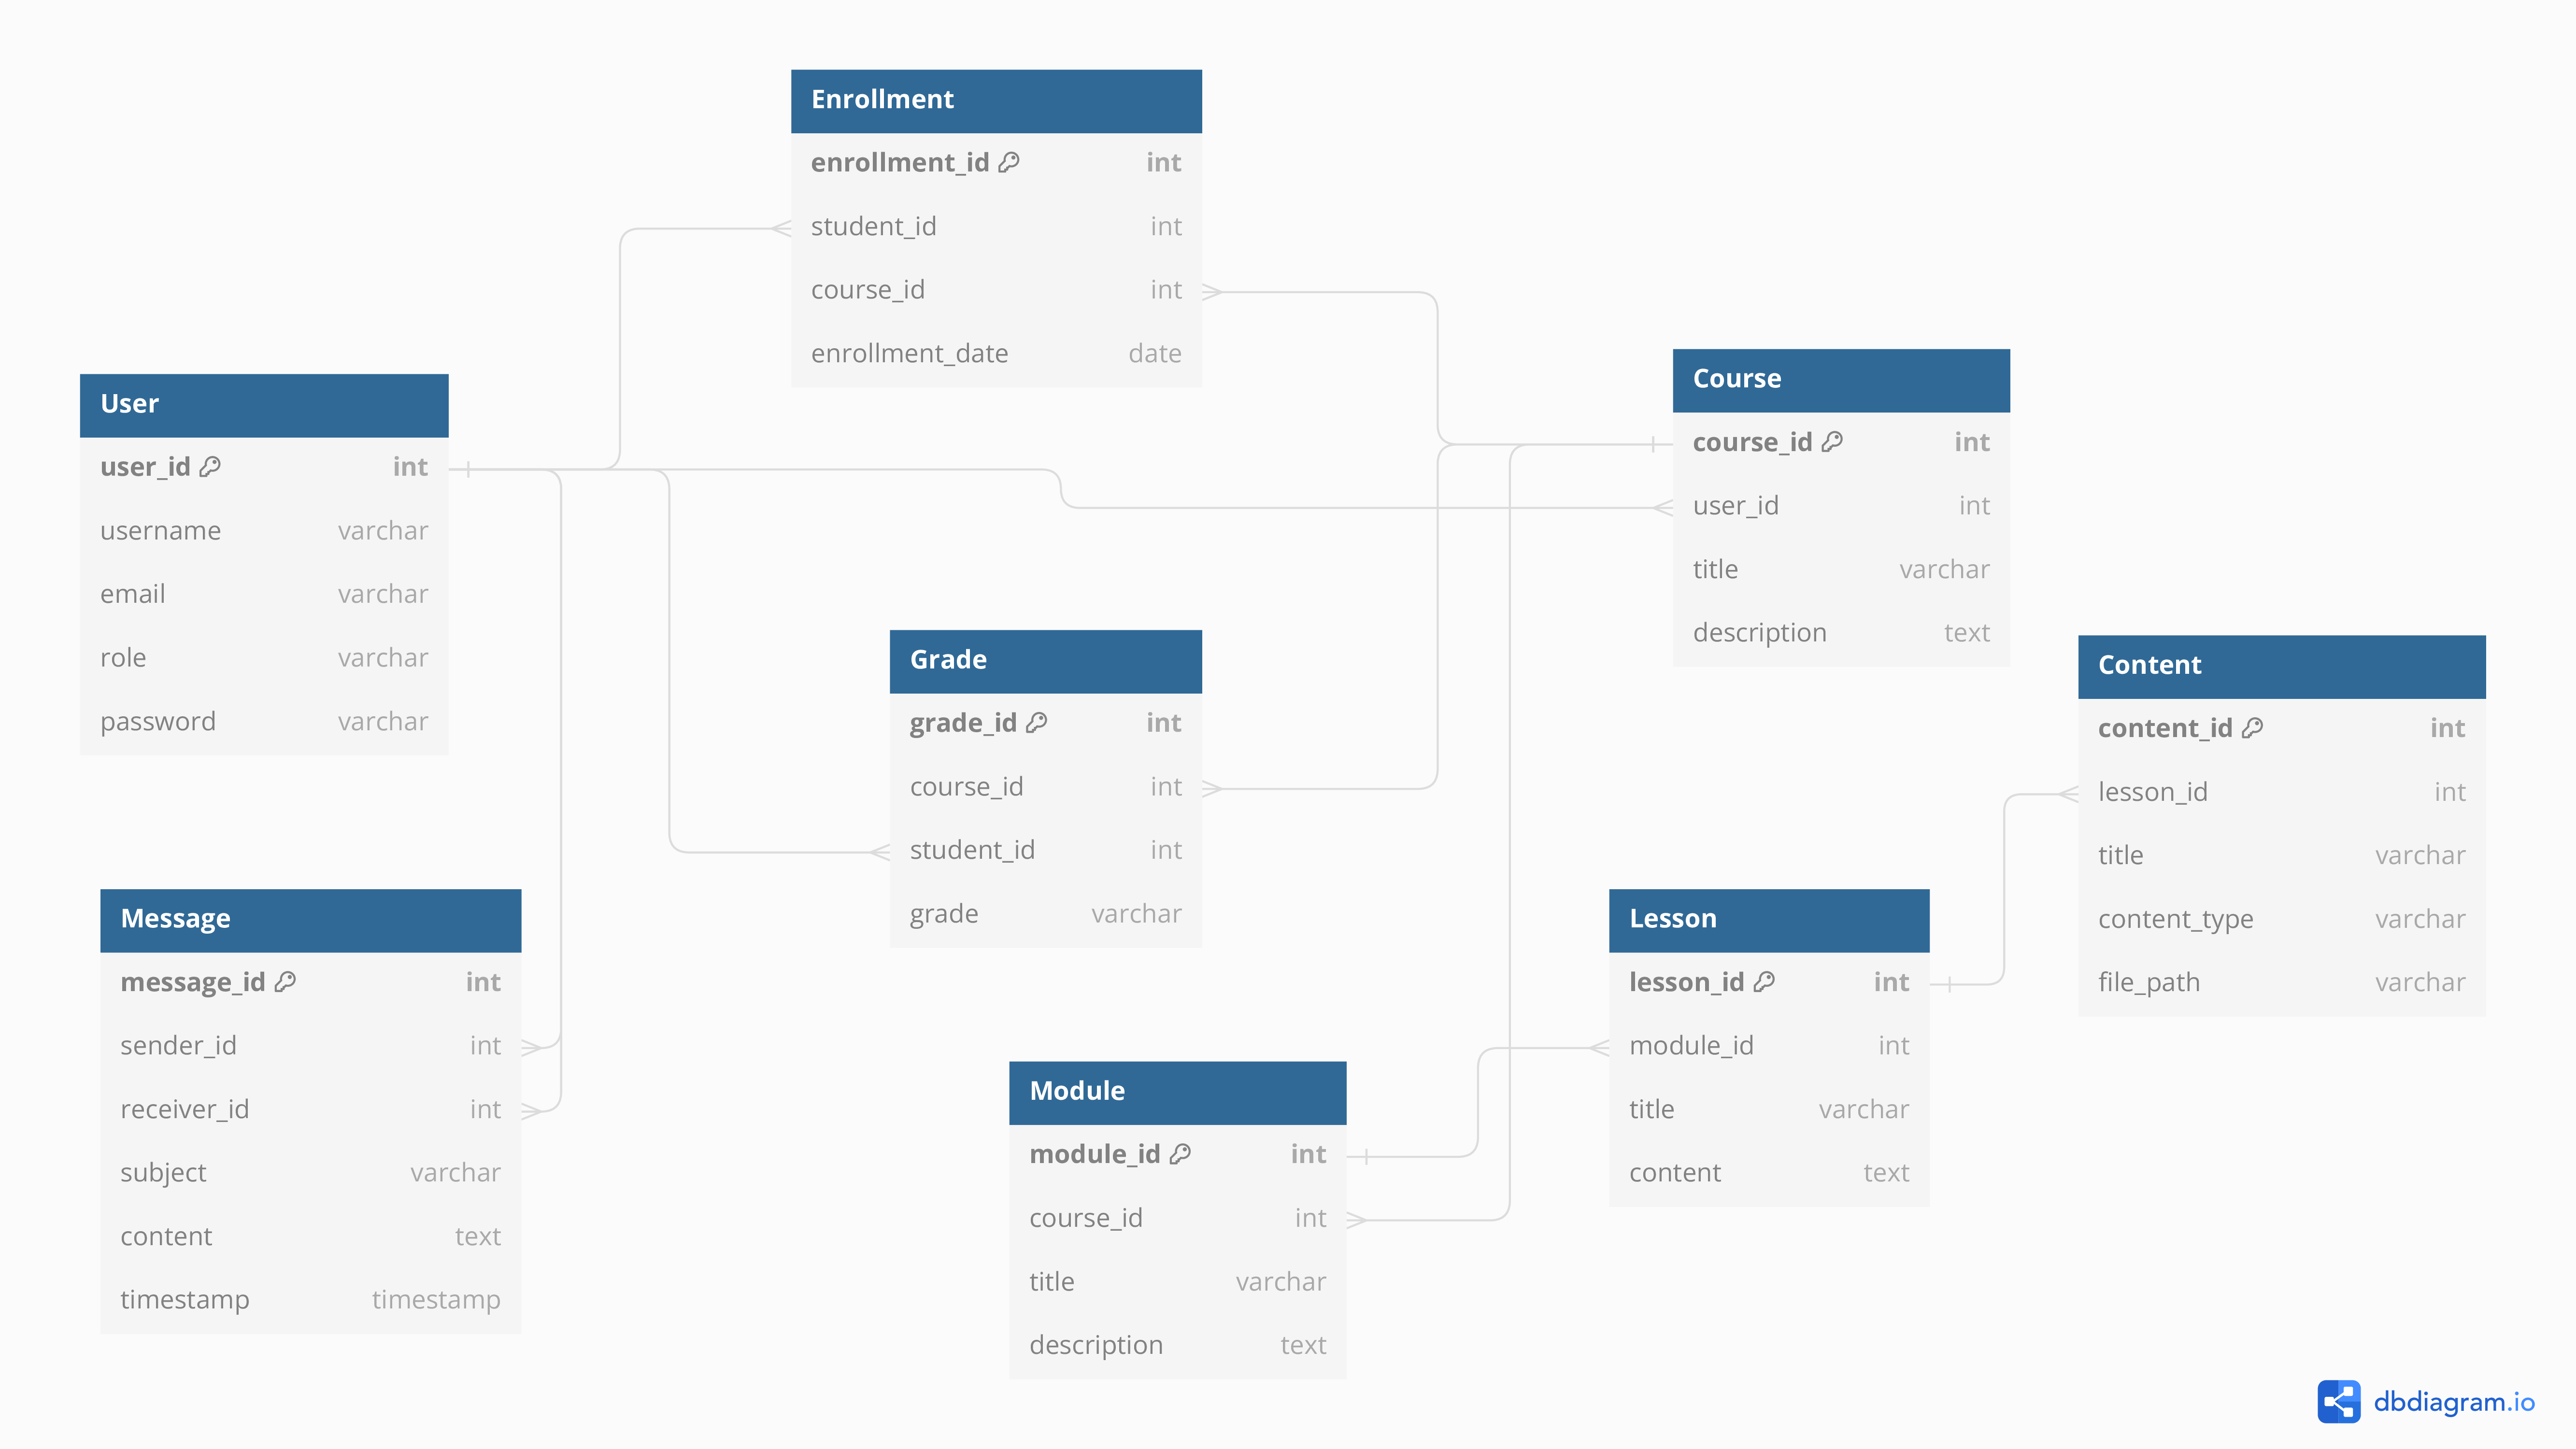 Enrollment
enrollment_id int
student_id int
course_id int
enrollment_date date
User
user_id int
username varchar
email varchar
role varchar
password varchar
Course
course_id int
user_id int
title varchar
description text
Grade
grade_id int
course_id int
student_id int
grade varchar
Content
content_id int
lesson_id int
title varchar
content_type varchar
file_path varchar
Message
message_id int
sender_id int
receiver_id int
subject varchar
content text
timestamp timestamp
Lesson
lesson_id int
module_id int
title varchar
content text
Module
module_id int
course_id int
title varchar
description text
dbdiagram.io